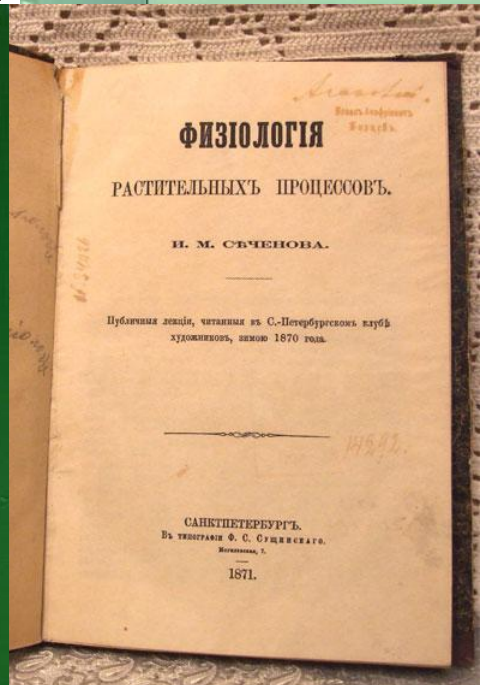 ФИЗІОЛОГІЯ
РАСТИТЕЛЬНЫХЪ ПРОЦЕССОВЪ.
И. М. СѢЧЕНОВА.
Публичныя лекціи, читанныя въ С.-Петербургскомъ клубѣ
художниковъ, зимою 1870 года.
14292.
САНКТПЕТЕРБУРГЪ.
Въ типографіи Ф. С. Сущинскаго.
1871.